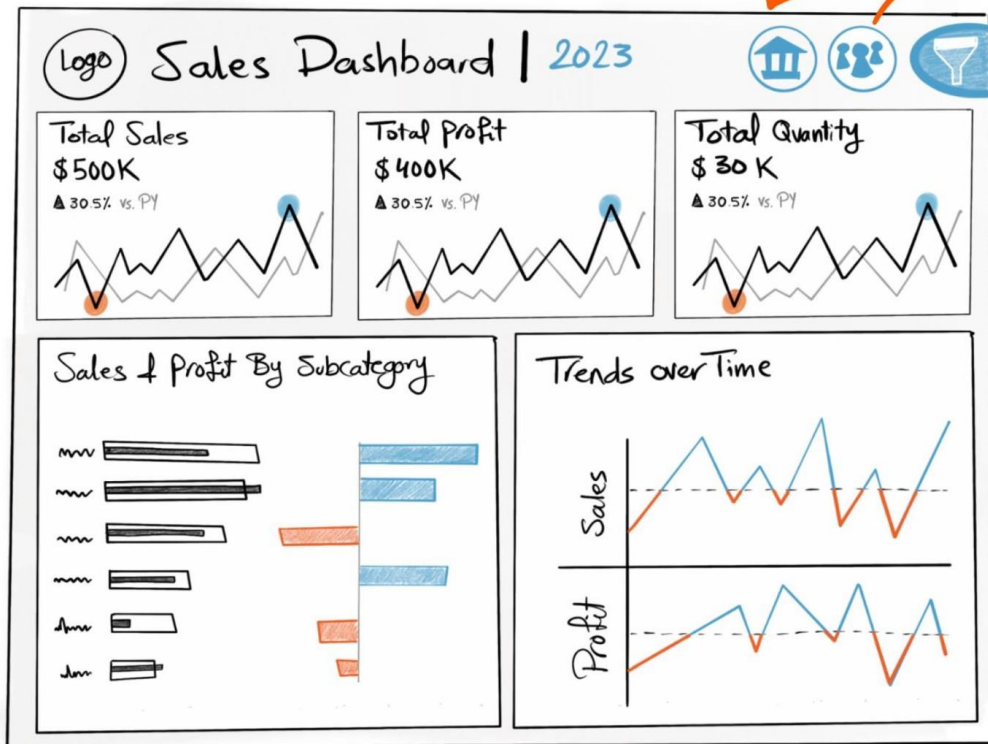 Logo
Sales Dashboard | 2023
Total Sales
$500K
▲ 30.5% vs. PY
Total Profit
$400K
▲ 30.5% vs. PY
Total Quantity
$30K
▲ 30.5% vs. PY
Sales & Profit By Subcategory
Trends over Time
Sales
Profit